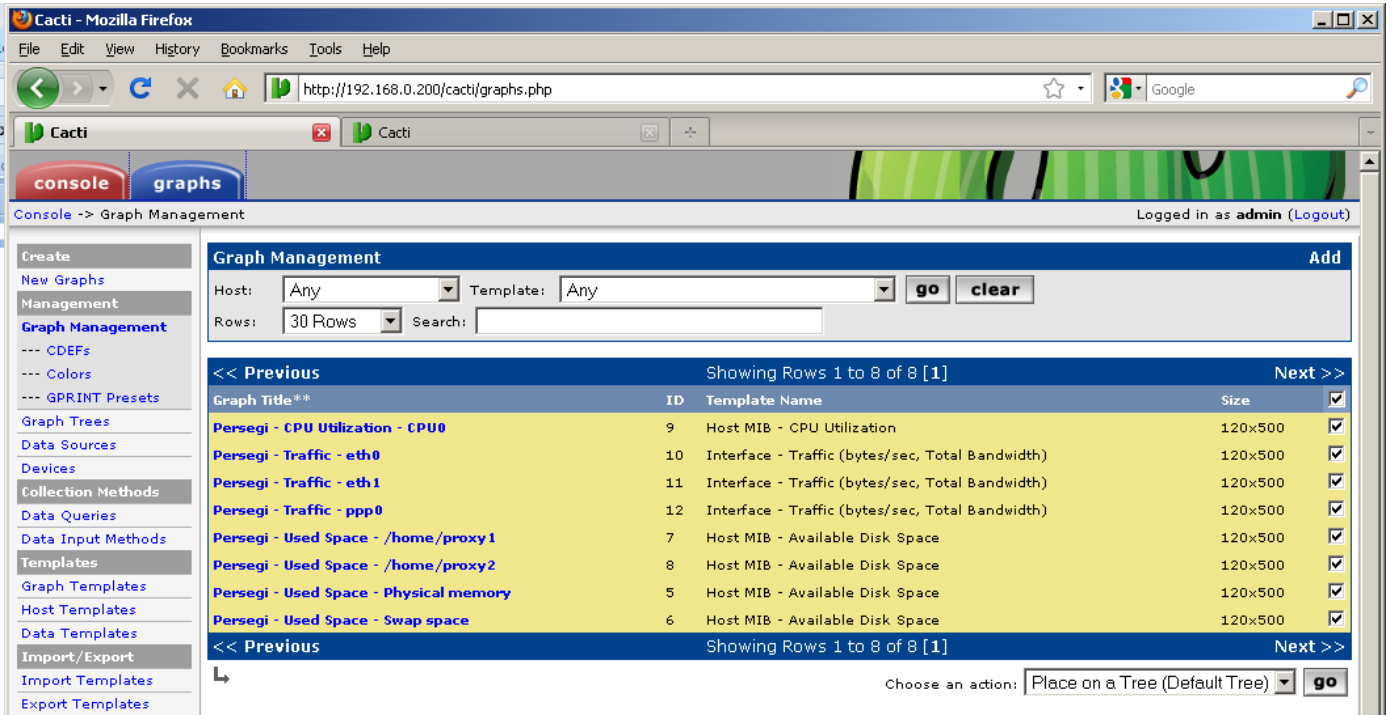 Cacti - Mozilla Firefox
File Edit View History Bookmarks Tools Help
http://192.168.0.200/cacti/graphs.php Google
Cacti Cacti
console graphs
Console -> Graph Management Logged in as admin (Logout)
Create
New Graphs
Management
Graph Management
--- CDEFs
--- Colors
--- GPRINT Presets
Graph Trees
Data Sources
Devices
Collection Methods
Data Queries
Data Input Methods
Templates
Graph Templates
Host Templates
Data Templates
Import/Export
Import Templates
Export Templates
Graph Management Add
Host: Any Template: Any go clear
Rows: 30 Rows Search:
<< Previous Showing Rows 1 to 8 of 8 [1] Next >>
Graph Title** ID Template Name Size
Persegi - CPU Utilization - CPU0 9 Host MIB - CPU Utilization 120x500
Persegi - Traffic - eth0 10 Interface - Traffic (bytes/sec, Total Bandwidth) 120x500
Persegi - Traffic - eth1 11 Interface - Traffic (bytes/sec, Total Bandwidth) 120x500
Persegi - Traffic - ppp0 12 Interface - Traffic (bytes/sec, Total Bandwidth) 120x500
Persegi - Used Space - /home/proxy1 7 Host MIB - Available Disk Space 120x500
Persegi - Used Space - /home/proxy2 8 Host MIB - Available Disk Space 120x500
Persegi - Used Space - Physical memory 5 Host MIB - Available Disk Space 120x500
Persegi - Used Space - Swap space 6 Host MIB - Available Disk Space 120x500
<< Previous Showing Rows 1 to 8 of 8 [1] Next >>
Choose an action: Place on a Tree (Default Tree) go